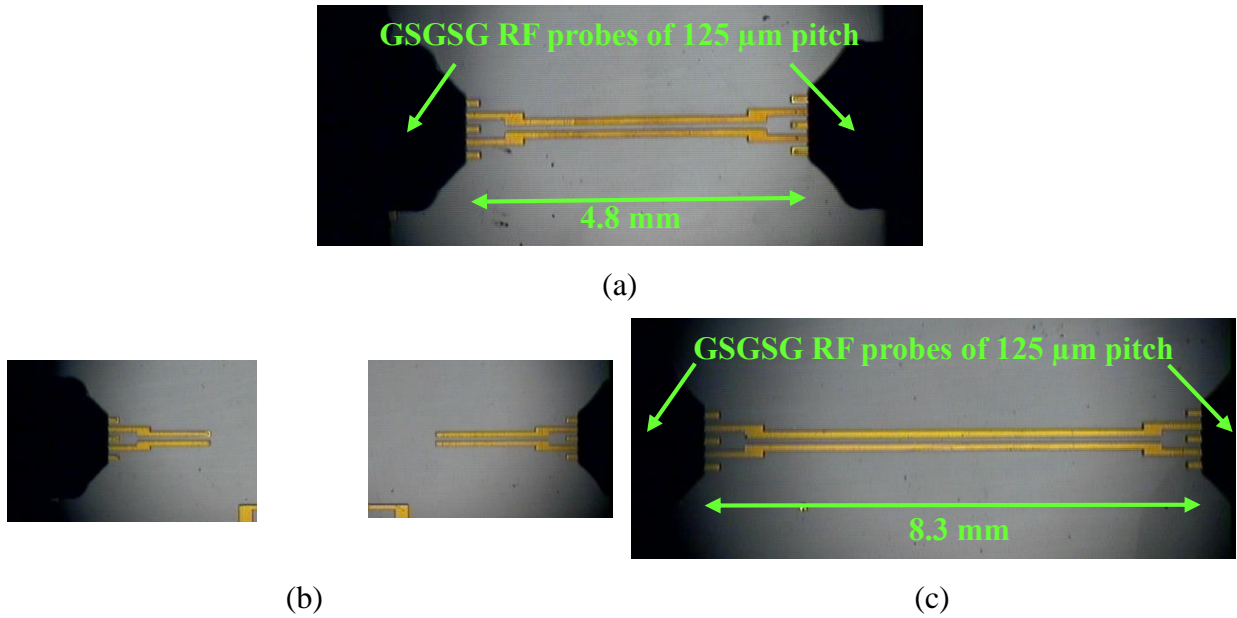 GSGSG RF probes of 125 µm pitch
4.8 mm
(a)
GSGSG RF probes of 125 µm pitch
8.3 mm
(b)
(c)